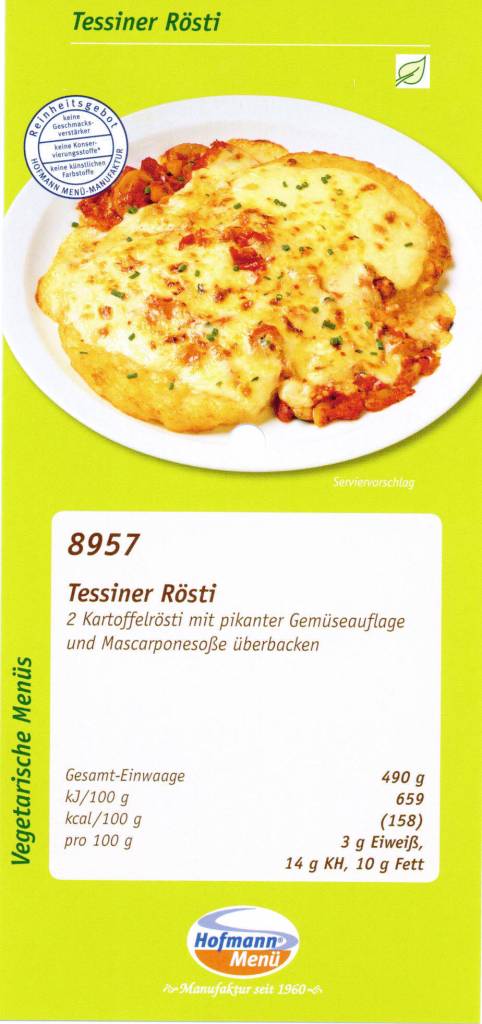 Tessiner Rösti
Reinheitsgebot
keine
Geschmacks-
verstärker
keine Konser-
vierungsstoffe*
keine künstlichen
Farbstoffe
HOFMANN MENÜ-MANUFAKTUR
Serviervorschlag
8957
Tessiner Rösti
2 Kartoffelrösti mit pikanter Gemüseauflage
und Mascarponesoße überbacken
Vegetarische Menüs
Gesamt-Einwaage 490 g
kJ/100 g 659
kcal/100 g (158)
pro 100 g 3 g Eiweiß,
14 g KH, 10 g Fett
Hofmann®
Menü
Manufaktur seit 1960